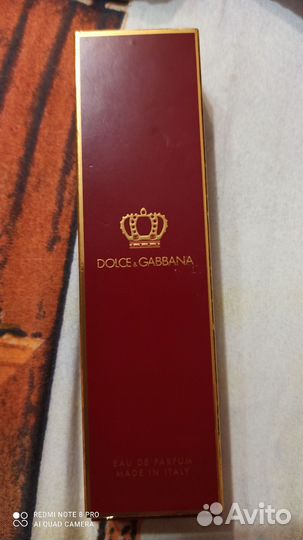 DOLCE & GABBANA
EAU DE PARFUM
MADE IN ITALY
REDMI NOTE 8 PRO
AI QUAD CAMERA
Avito